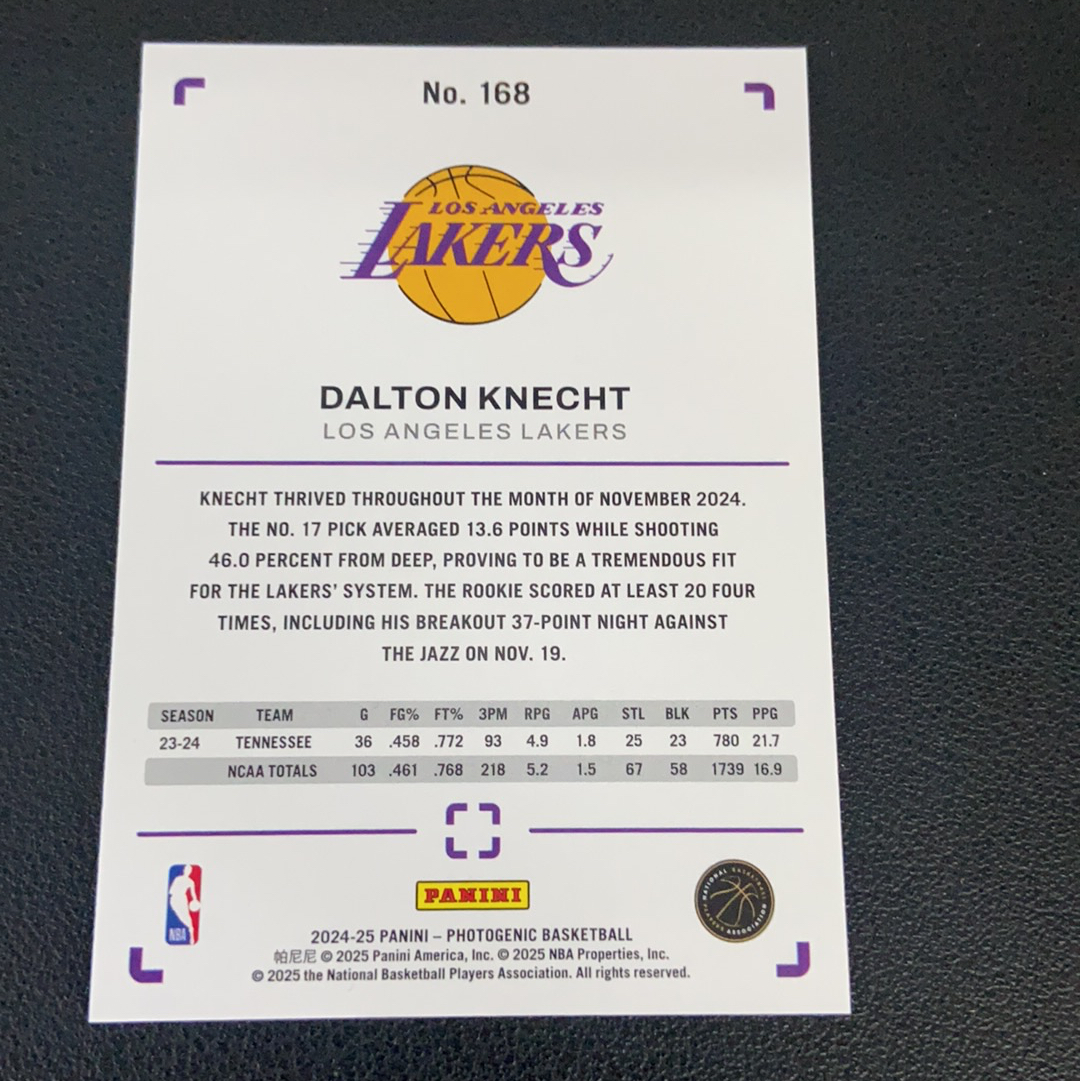 No. 168
LOS ANGELES
LAKERS
DALTON KNECHT
LOS ANGELES LAKERS
KNECHT THRIVED THROUGHOUT THE MONTH OF NOVEMBER 2024.
THE NO. 17 PICK AVERAGED 13.6 POINTS WHILE SHOOTING
46.0 PERCENT FROM DEEP, PROVING TO BE A TREMENDOUS FIT
FOR THE LAKERS' SYSTEM. THE ROOKIE SCORED AT LEAST 20 FOUR
TIMES, INCLUDING HIS BREAKOUT 37-POINT NIGHT AGAINST
THE JAZZ ON NOV. 19.
SEASON TEAM G FG% FT% 3PM RPG APG STL BLK PTS PPG
23-24 TENNESSEE 36 .458 .772 93 4.9 1.8 25 23 780 21.7
NCAA TOTALS 103 .461 .768 218 5.2 1.5 67 58 1739 16.9
NBA
PANINI
NATIONAL BASKETBALL
PLAYERS ASSOCIATION
2024-25 PANINI – PHOTOGENIC BASKETBALL
帕尼尼 © 2025 Panini America, Inc. © 2025 NBA Properties, Inc.
© 2025 the National Basketball Players Association. All rights reserved.